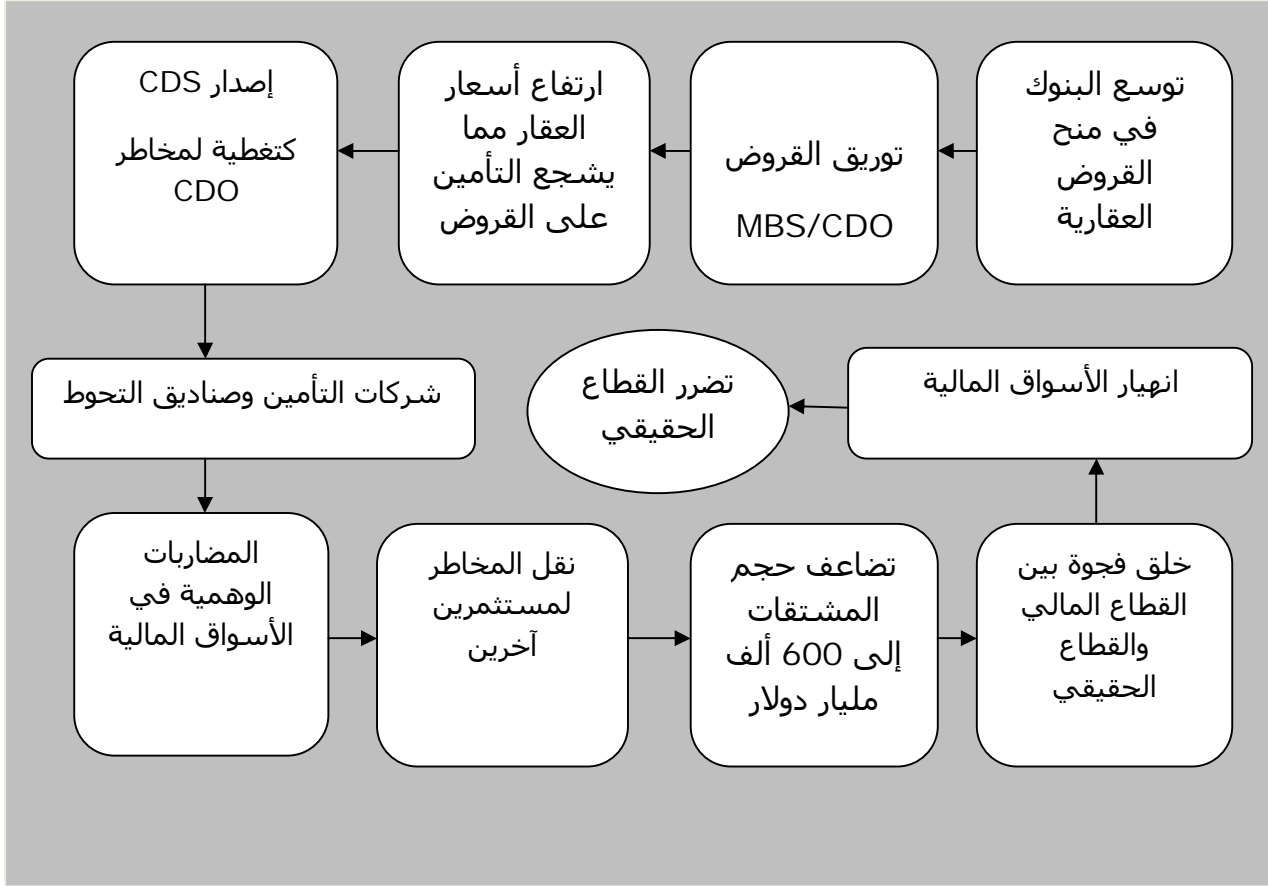 توسع البنوك
في منح
القروض
العقارية
توريق القروض
MBS/CDO
ارتفاع أسعار
العقار مما
يشجع التأمين
على القروض
إصدار CDS
كتغطية لمخاطر
CDO
شركات التأمين وصناديق التحوط
المضاربات
الوهمية في
الأسواق المالية
نقل المخاطر
لمستثمرين
آخرين
تضاعف حجم
المشتقات
إلى 600 ألف
مليار دولار
خلق فجوة بين
القطاع المالي
والقطاع
الحقيقي
انهيار الأسواق المالية
تضرر القطاع
الحقيقي